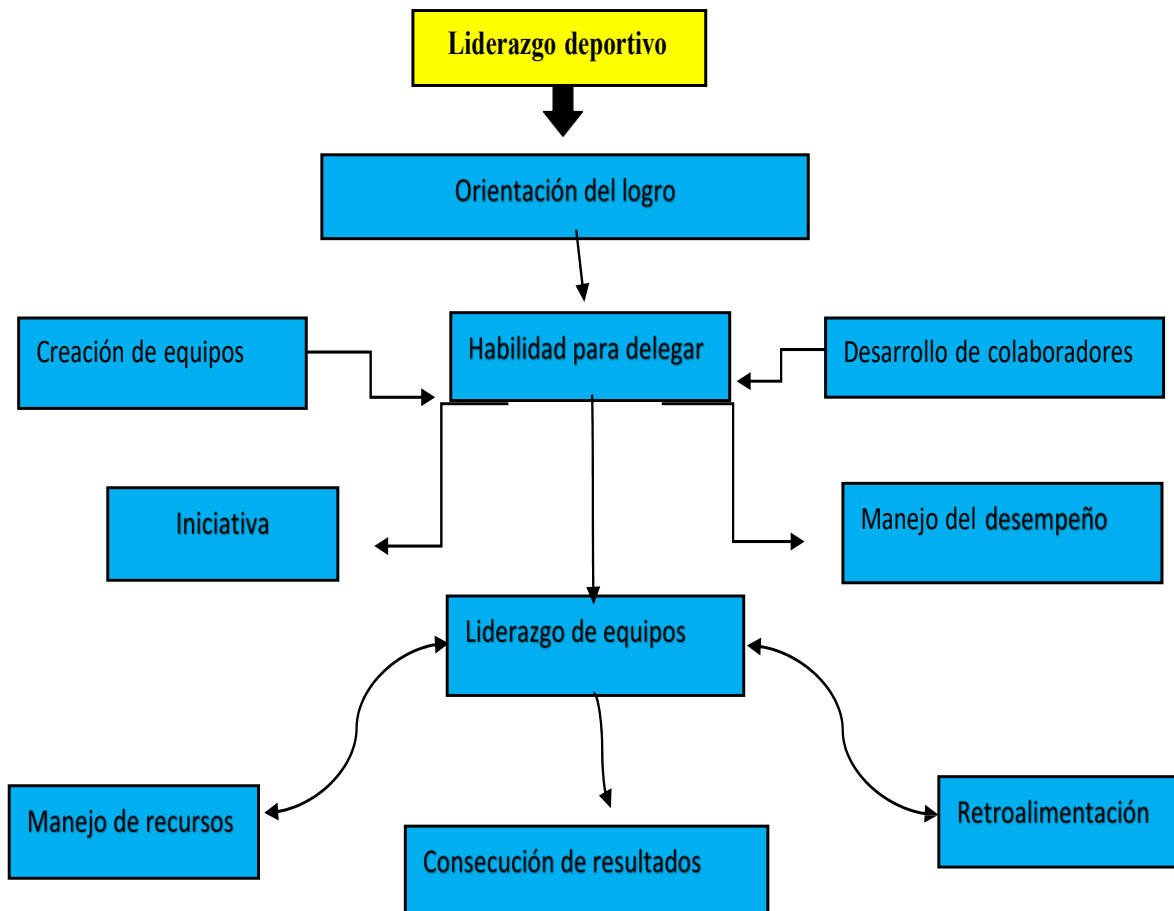 Liderazgo deportivo
Orientación del logro
Creación de equipos
Habilidad para delegar
Desarrollo de colaboradores
Iniciativa
Manejo del desempeño
Liderazgo de equipos
Manejo de recursos
Consecución de resultados
Retroalimentación